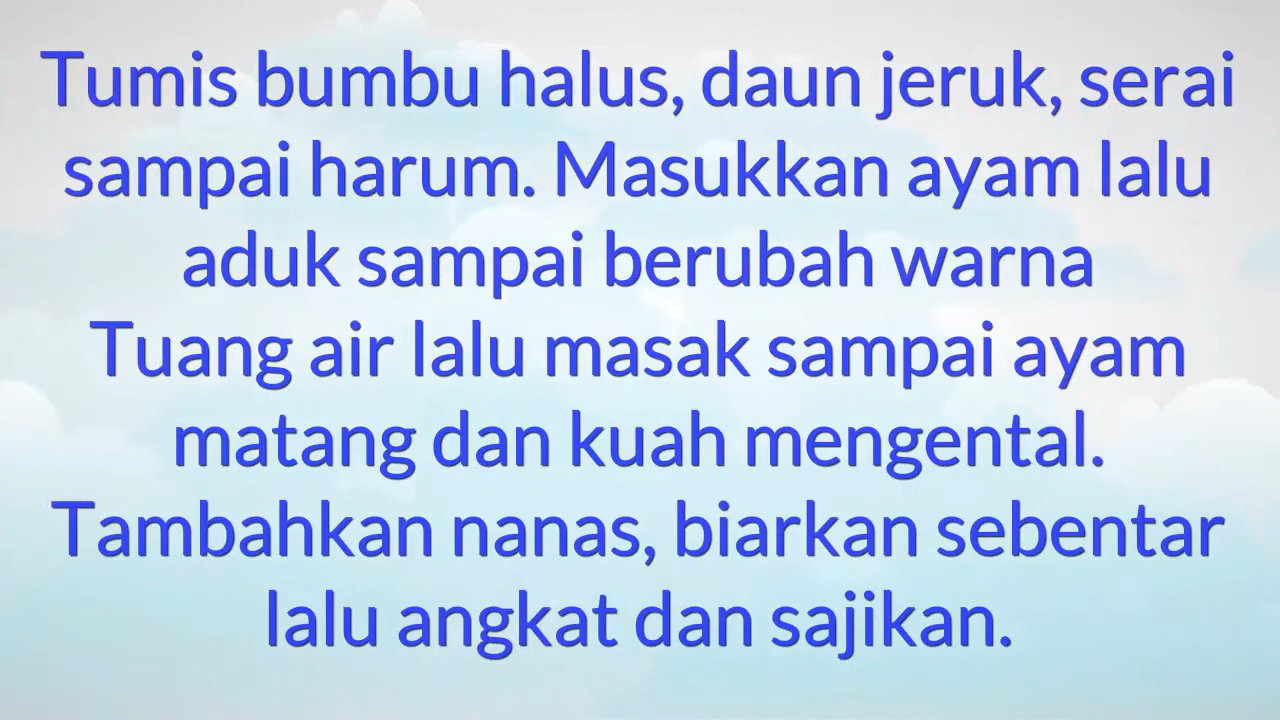 Tumis bumbu halus, daun jeruk, serai
sampai harum. Masukkan ayam lalu
aduk sampai berubah warna
Tuang air lalu masak sampai ayam
matang dan kuah mengental.
Tambahkan nanas, biarkan sebentar
lalu angkat dan sajikan.